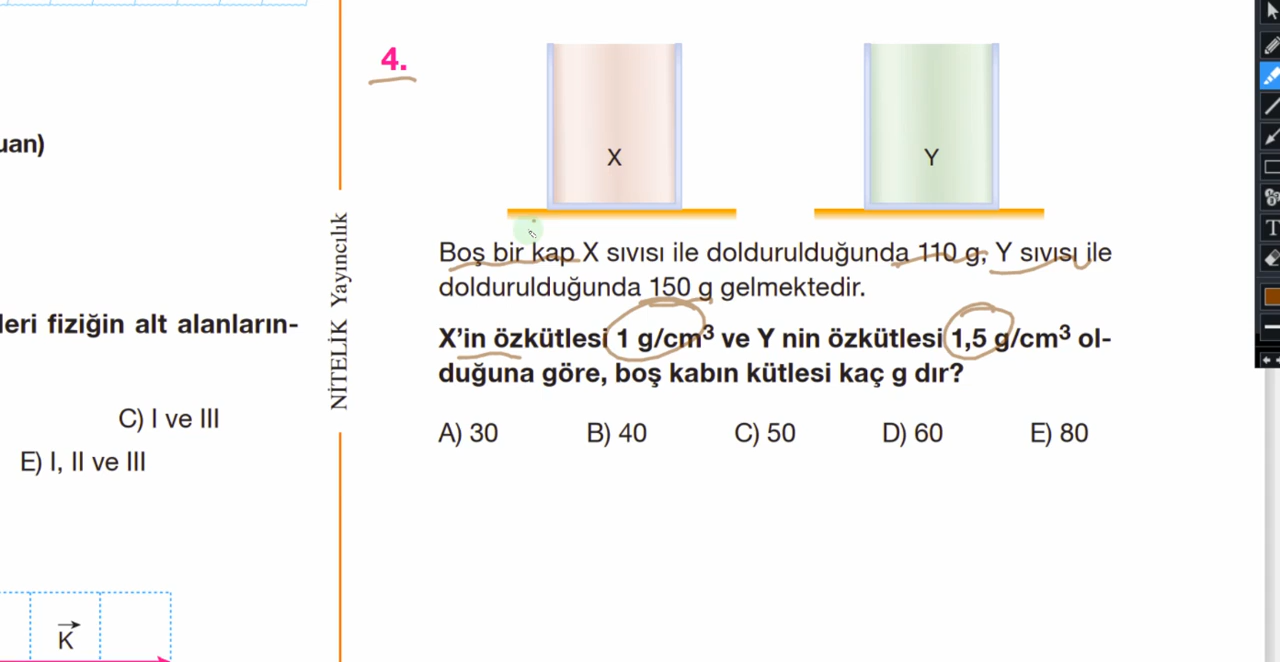 uan)
leri fiziğin alt alanların-
C) I ve III
E) I, II ve III
K
NİTELİK Yayıncılık
4.
X
Y
Boş bir kap X sıvısı ile doldurulduğunda 110 g, Y sıvısı ile
doldurulduğunda 150 g gelmektedir.
X’in özkütlesi 1 g/cm³ ve Y nin özkütlesi 1,5 g/cm³ ol-
duğuna göre, boş kabın kütlesi kaç g dır?
A) 30 B) 40 C) 50 D) 60 E) 80
T